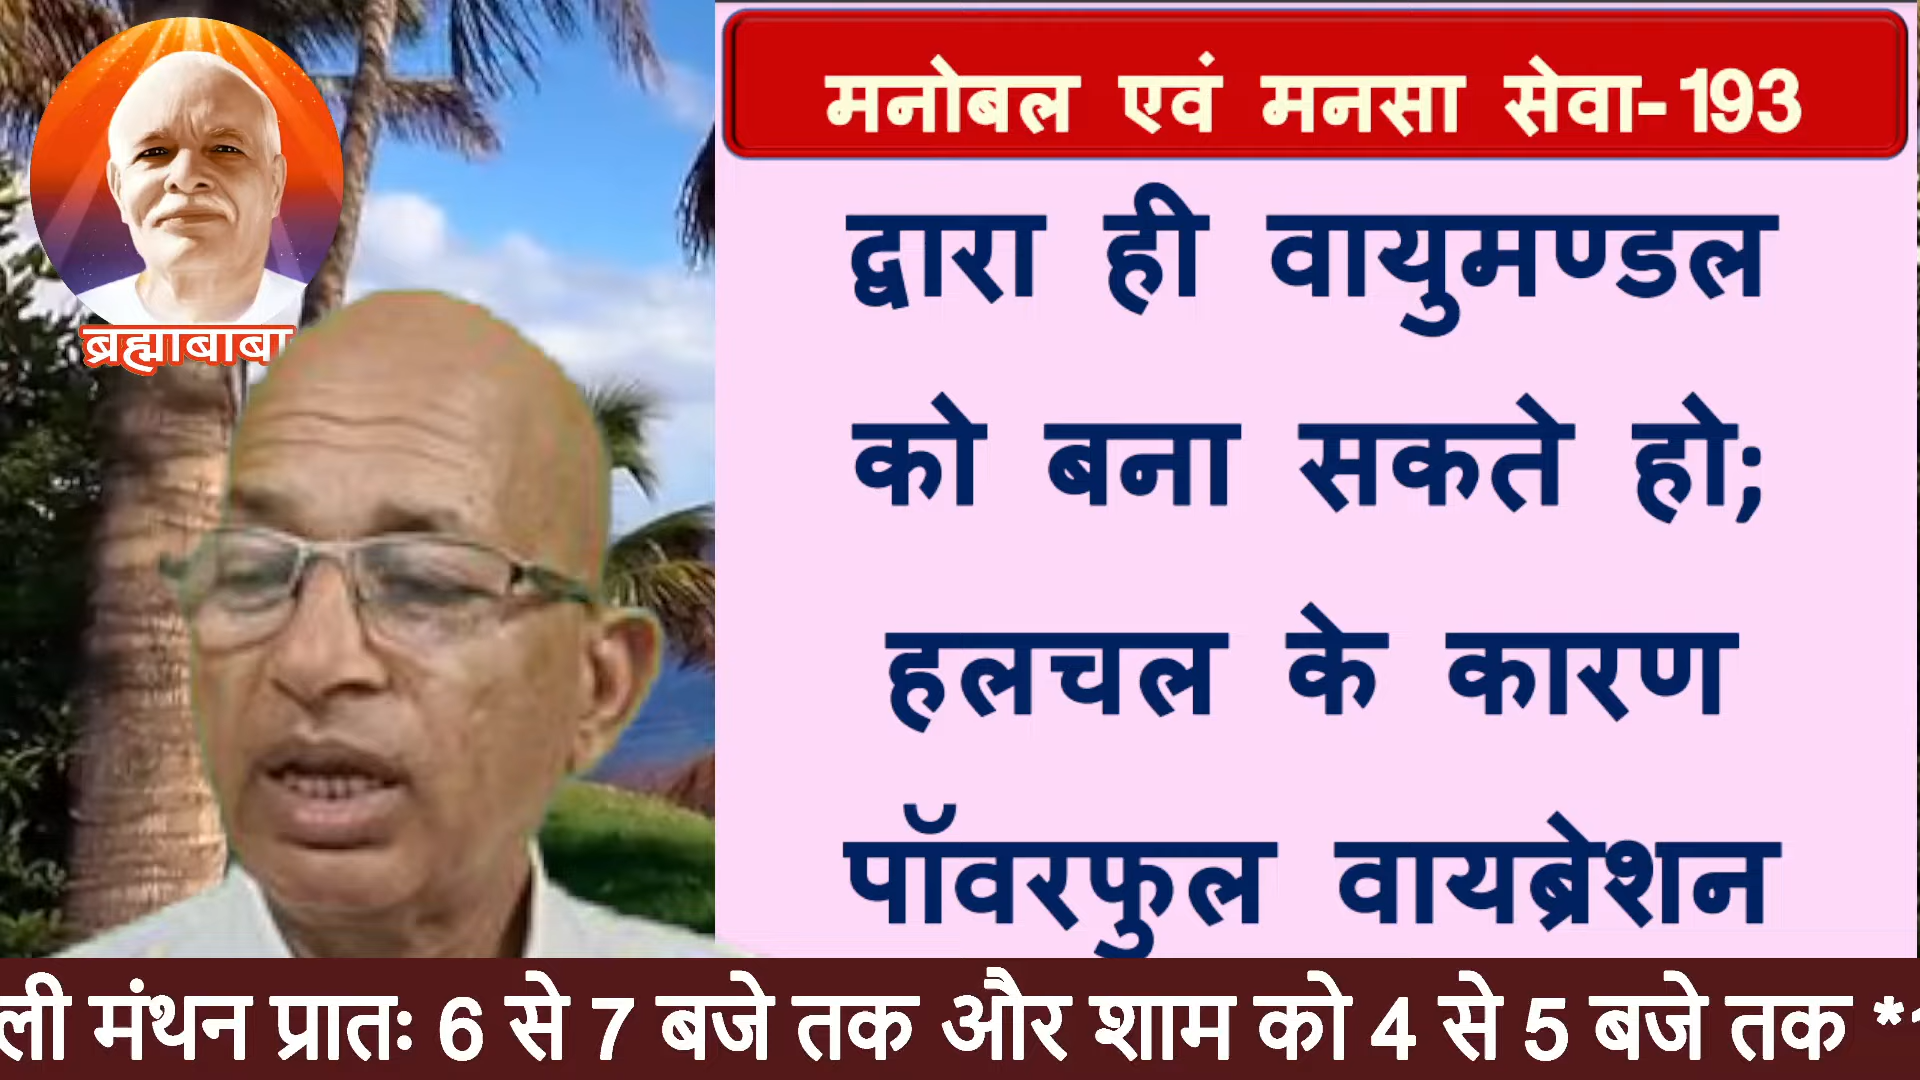 ब्रह्माबाबा
मनोबल एवं मनसा सेवा-193
द्वारा ही वायुमण्डल
को बना सकते हो;
हलचल के कारण
पॉवरफुल वायब्रेशन
ली मंथन प्रातः 6 से 7 बजे तक और शाम को 4 से 5 बजे तक *